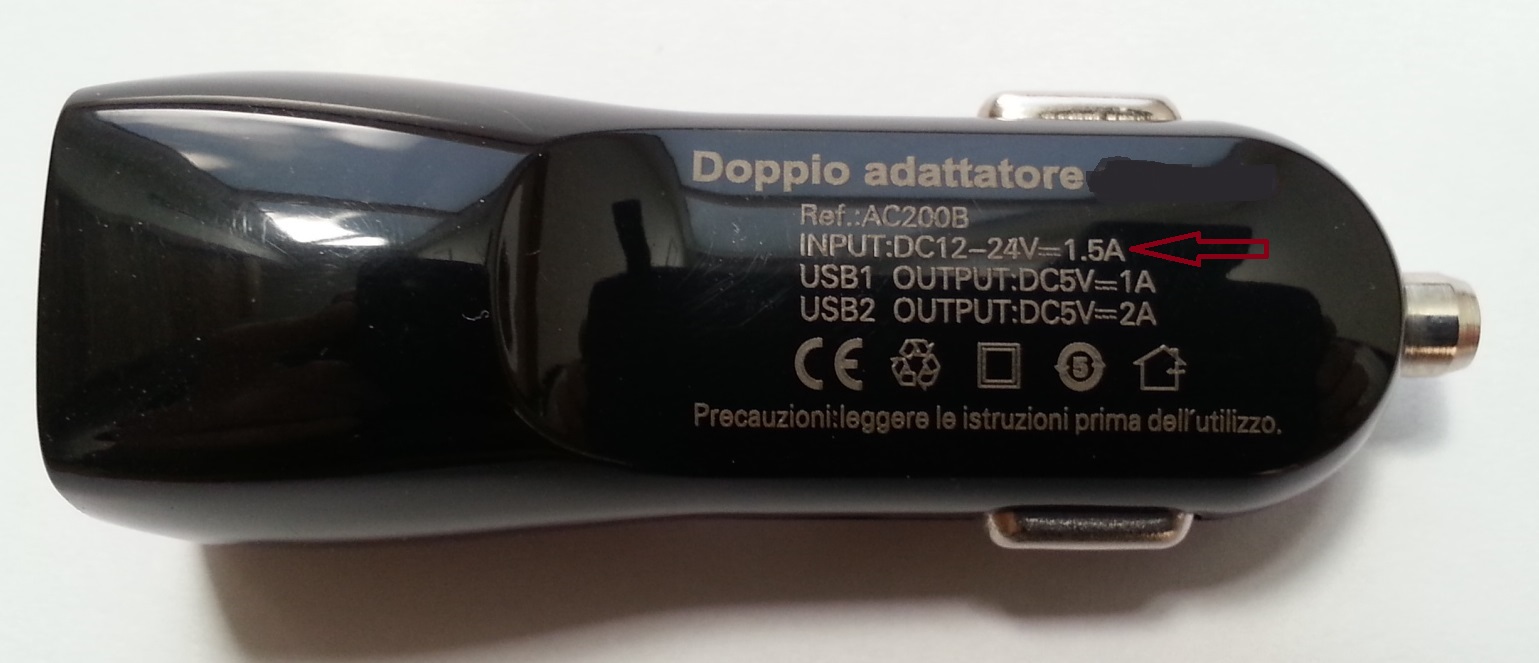 Doppio adattatore
Ref.:AC200B
INPUT:DC12-24V⎓1.5A
USB1 OUTPUT:DC5V⎓1A
USB2 OUTPUT:DC5V⎓2A
CE 5
Precauzioni:leggere le istruzioni prima dell'utilizzo.